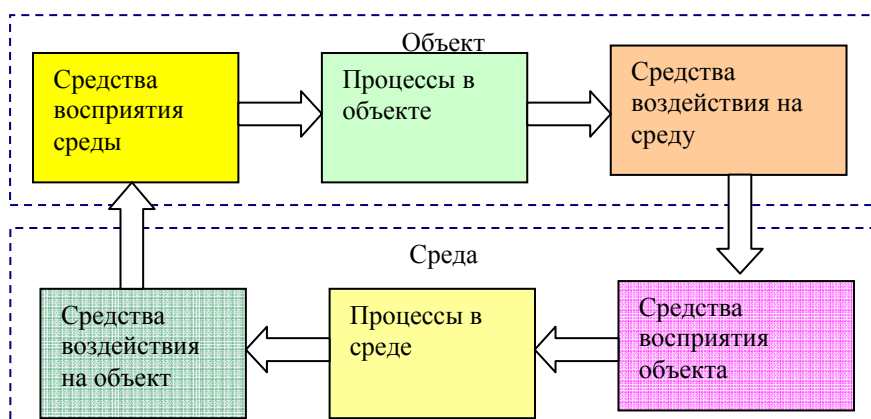 Объект
Средства
восприятия
среды
Процессы в
объекте
Средства
воздействия на
среду
Среда
Средства
воздействия
на объект
Процессы в
среде
Средства
восприятия
объекта